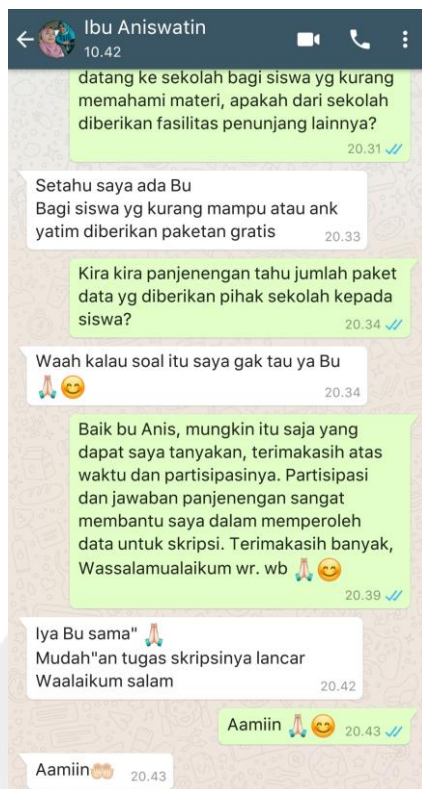 Ibu Aniswatin
10.42
datang ke sekolah bagi siswa yg kurang
memahami materi, apakah dari sekolah
diberikan fasilitas penunjang lainnya?
20.31
Setahu saya ada Bu
Bagi siswa yg kurang mampu atau ank
yatim diberikan paketan gratis
20.33
Kira kira panjenengan tahu jumlah paket
data yg diberikan pihak sekolah kepada
siswa?
20.34
Waah kalau soal itu saya gak tau ya Bu
🙏🏻😊
20.34
Baik bu Anis, mungkin itu saja yang
dapat saya tanyakan, terimakasih atas
waktu dan partisipasinya. Partisipasi
dan jawaban panjenengan sangat
membantu saya dalam memperoleh
data untuk skripsi. Terimakasih banyak,
Wassalamualaikum wr. wb 🙏🏻😊
20.39
Iya Bu sama" 🙏🏻
Mudah"an tugas skripsinya lancar
Waalaikum salam
20.42
Aamiin 🙏🏻😊 20.43
Aamiin🤲🏻 20.43